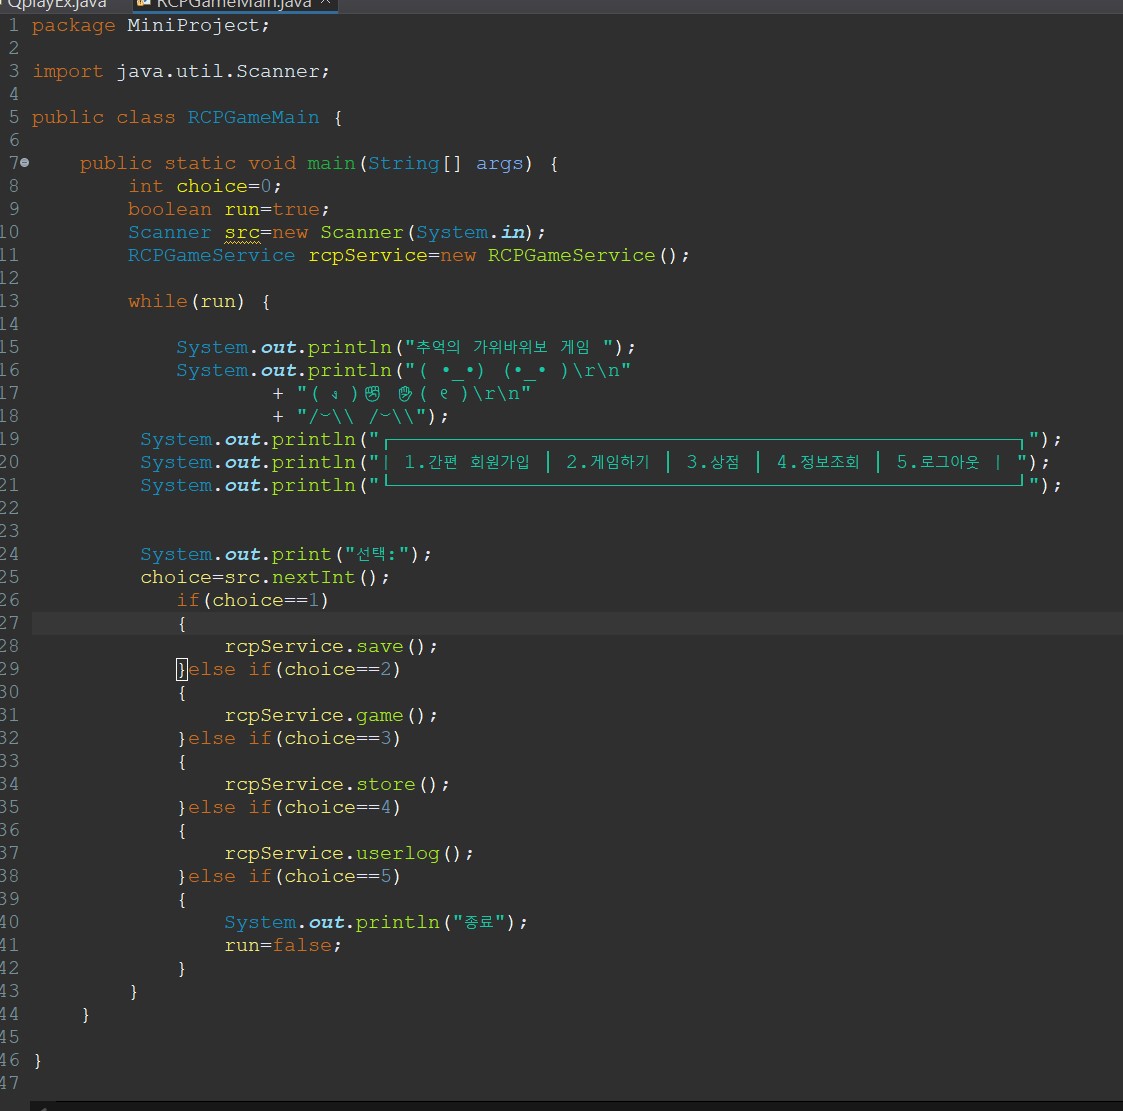 QplayEx.java RCPGameMain.java
1 package MiniProject;
2
3 import java.util.Scanner;
4
5 public class RCPGameMain {
6
7     public static void main(String[] args) {
8         int choice=0;
9         boolean run=true;
10         Scanner src=new Scanner(System.in);
11         RCPGameService rcpService=new RCPGameService();
12
13         while(run) {
14
15             System.out.println("추억의 가위바위보 게임 ");
16             System.out.println("( •_•) (•_• )\r\n"
17                     + "( ง )✊ ✋( ୧ )\r\n"
18                     + "/︶\\ /︶\\");
19          System.out.println("┌─────────────────────────────────────────────────────┐");
20          System.out.println("| 1.간편 회원가입 │ 2.게임하기 │ 3.상점 │ 4.정보조회 │ 5.로그아웃 | ");
21          System.out.println("└─────────────────────────────────────────────────────┘");
22
23
24          System.out.print("선택:");
25          choice=src.nextInt();
26             if(choice==1)
27             {
28                 rcpService.save();
29             }else if(choice==2)
30             {
31                 rcpService.game();
32             }else if(choice==3)
33             {
34                 rcpService.store();
35             }else if(choice==4)
36             {
37                 rcpService.userlog();
38             }else if(choice==5)
39             {
40                 System.out.println("종료");
41                 run=false;
42             }
43         }
44     }
45
46 }
47